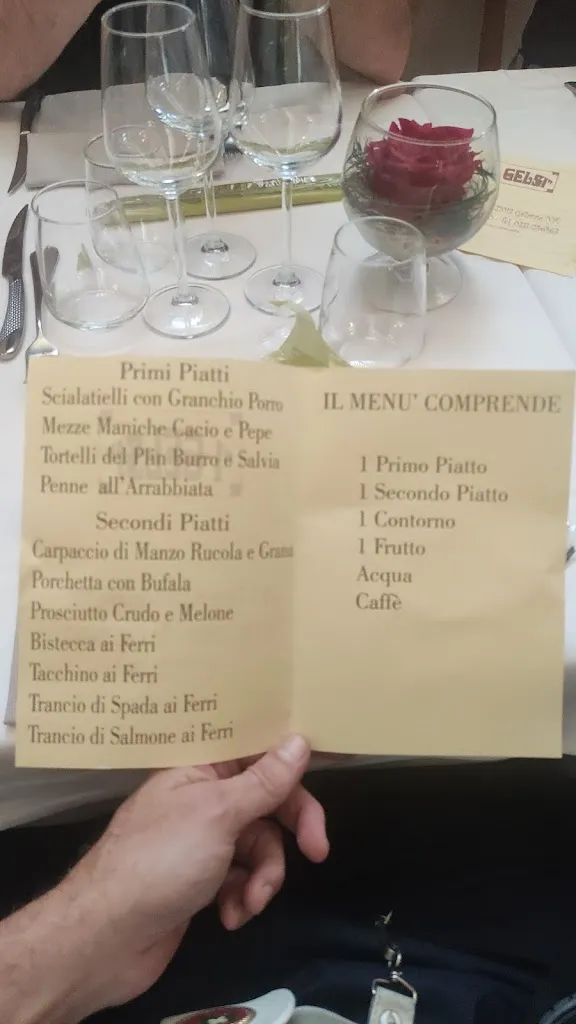 GELSI
Primi Piatti
Scialatielli con Granchio Porro
Mezze Maniche Cacio e Pepe
Tortelli del Plin Burro e Salvia
Penne all'Arrabbiata
Secondi Piatti
Carpaccio di Manzo Rucola e Grana
Porchetta con Bufala
Prosciutto Crudo e Melone
Bistecca ai Ferri
Tacchino ai Ferri
Trancio di Spada ai Ferri
Trancio di Salmone ai Ferri
IL MENU' COMPRENDE
1 Primo Piatto
1 Secondo Piatto
1 Contorno
1 Frutto
Acqua
Caffè